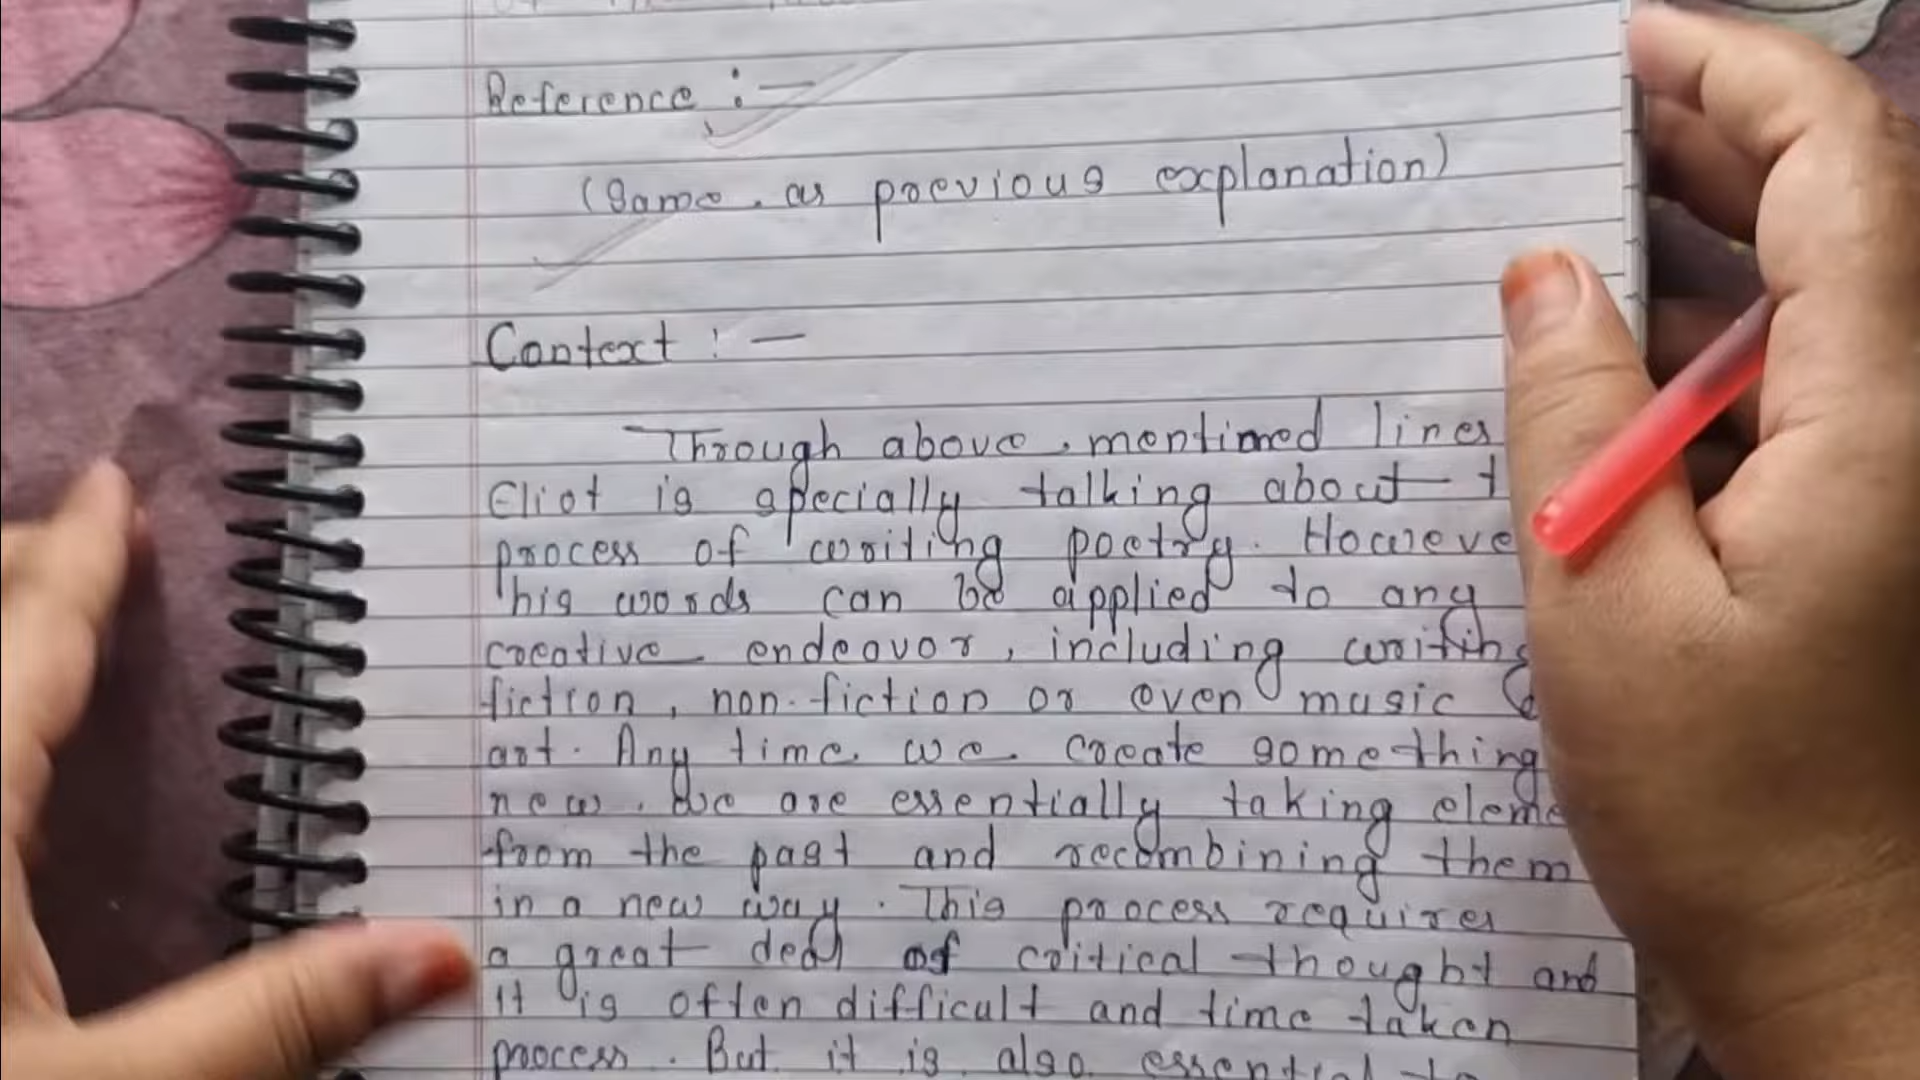 Reference :-
(Same as previous explanation)
Context :-
Through above mentioned lines
Eliot is specially talking about t
process of writing poetry. Howeve
his words can be applied to any
creative endeavor, including writing
fiction, non-fiction or even music
art. Any time we create something
new, we are essentially taking eleme
from the past and recombining them
in a new way. This process requires
a great deal of critical thought and
it is often difficult and time taken
process. But it is also essential to